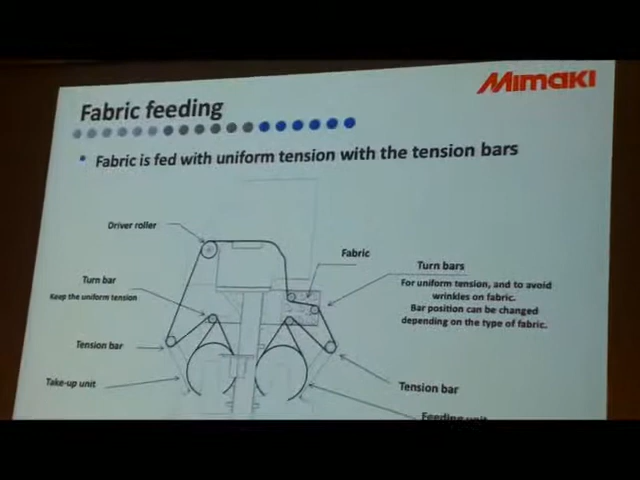 Mimaki
Fabric feeding
• Fabric is fed with uniform tension with the tension bars
Driver roller
Fabric
Turn bars
For uniform tension, and to avoid
wrinkles on fabric.
Bar position can be changed
depending on the type of fabric.
Turn bar
Keep the uniform tension
Tension bar
Take-up unit
Tension bar
Feeding unit